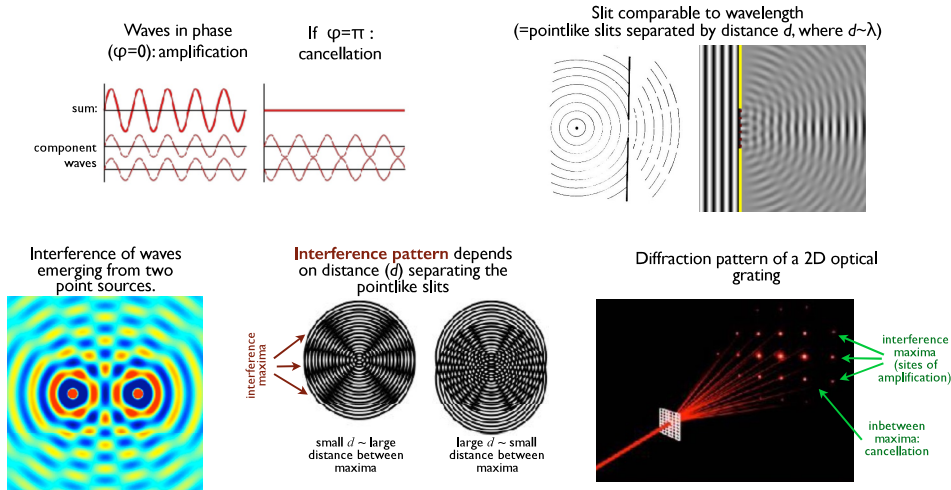 Waves in phase
(φ=0): amplification
If φ=π :
cancellation
sum:
component
waves
Slit comparable to wavelength
(=pointlike slits separated by distance d, where d~λ)
Interference of waves
emerging from two
point sources.
Interference pattern depends
on distance (d) separating the
pointlike slits
interference
maxima
small d ~ large
distance between
maxima
large d ~ small
distance between
maxima
Diffraction pattern of a 2D optical
grating
interference
maxima
(sites of
amplification)
inbetween
maxima:
cancellation